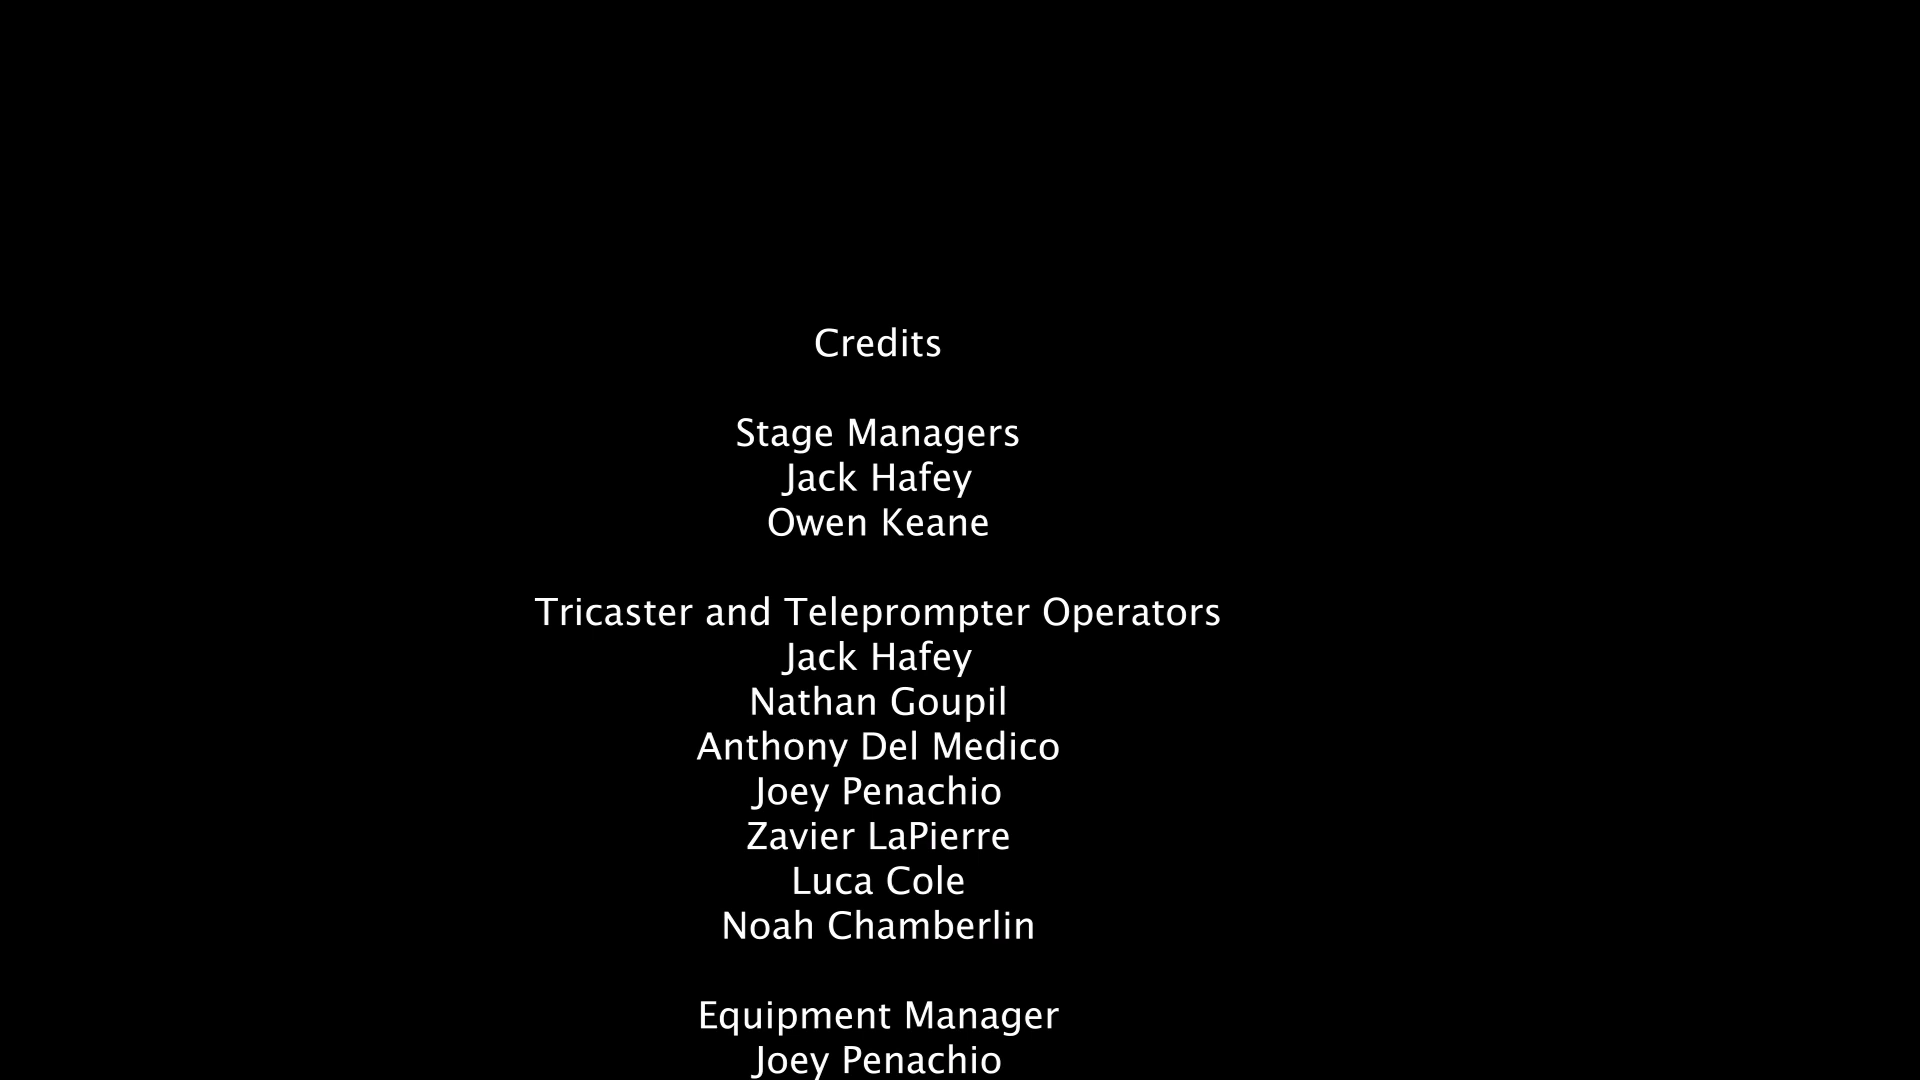 Credits
Stage Managers
Jack Hafey
Owen Keane
Tricaster and Teleprompter Operators
Jack Hafey
Nathan Goupil
Anthony Del Medico
Joey Penachio
Zavier LaPierre
Luca Cole
Noah Chamberlin
Equipment Manager
Joey Penachio